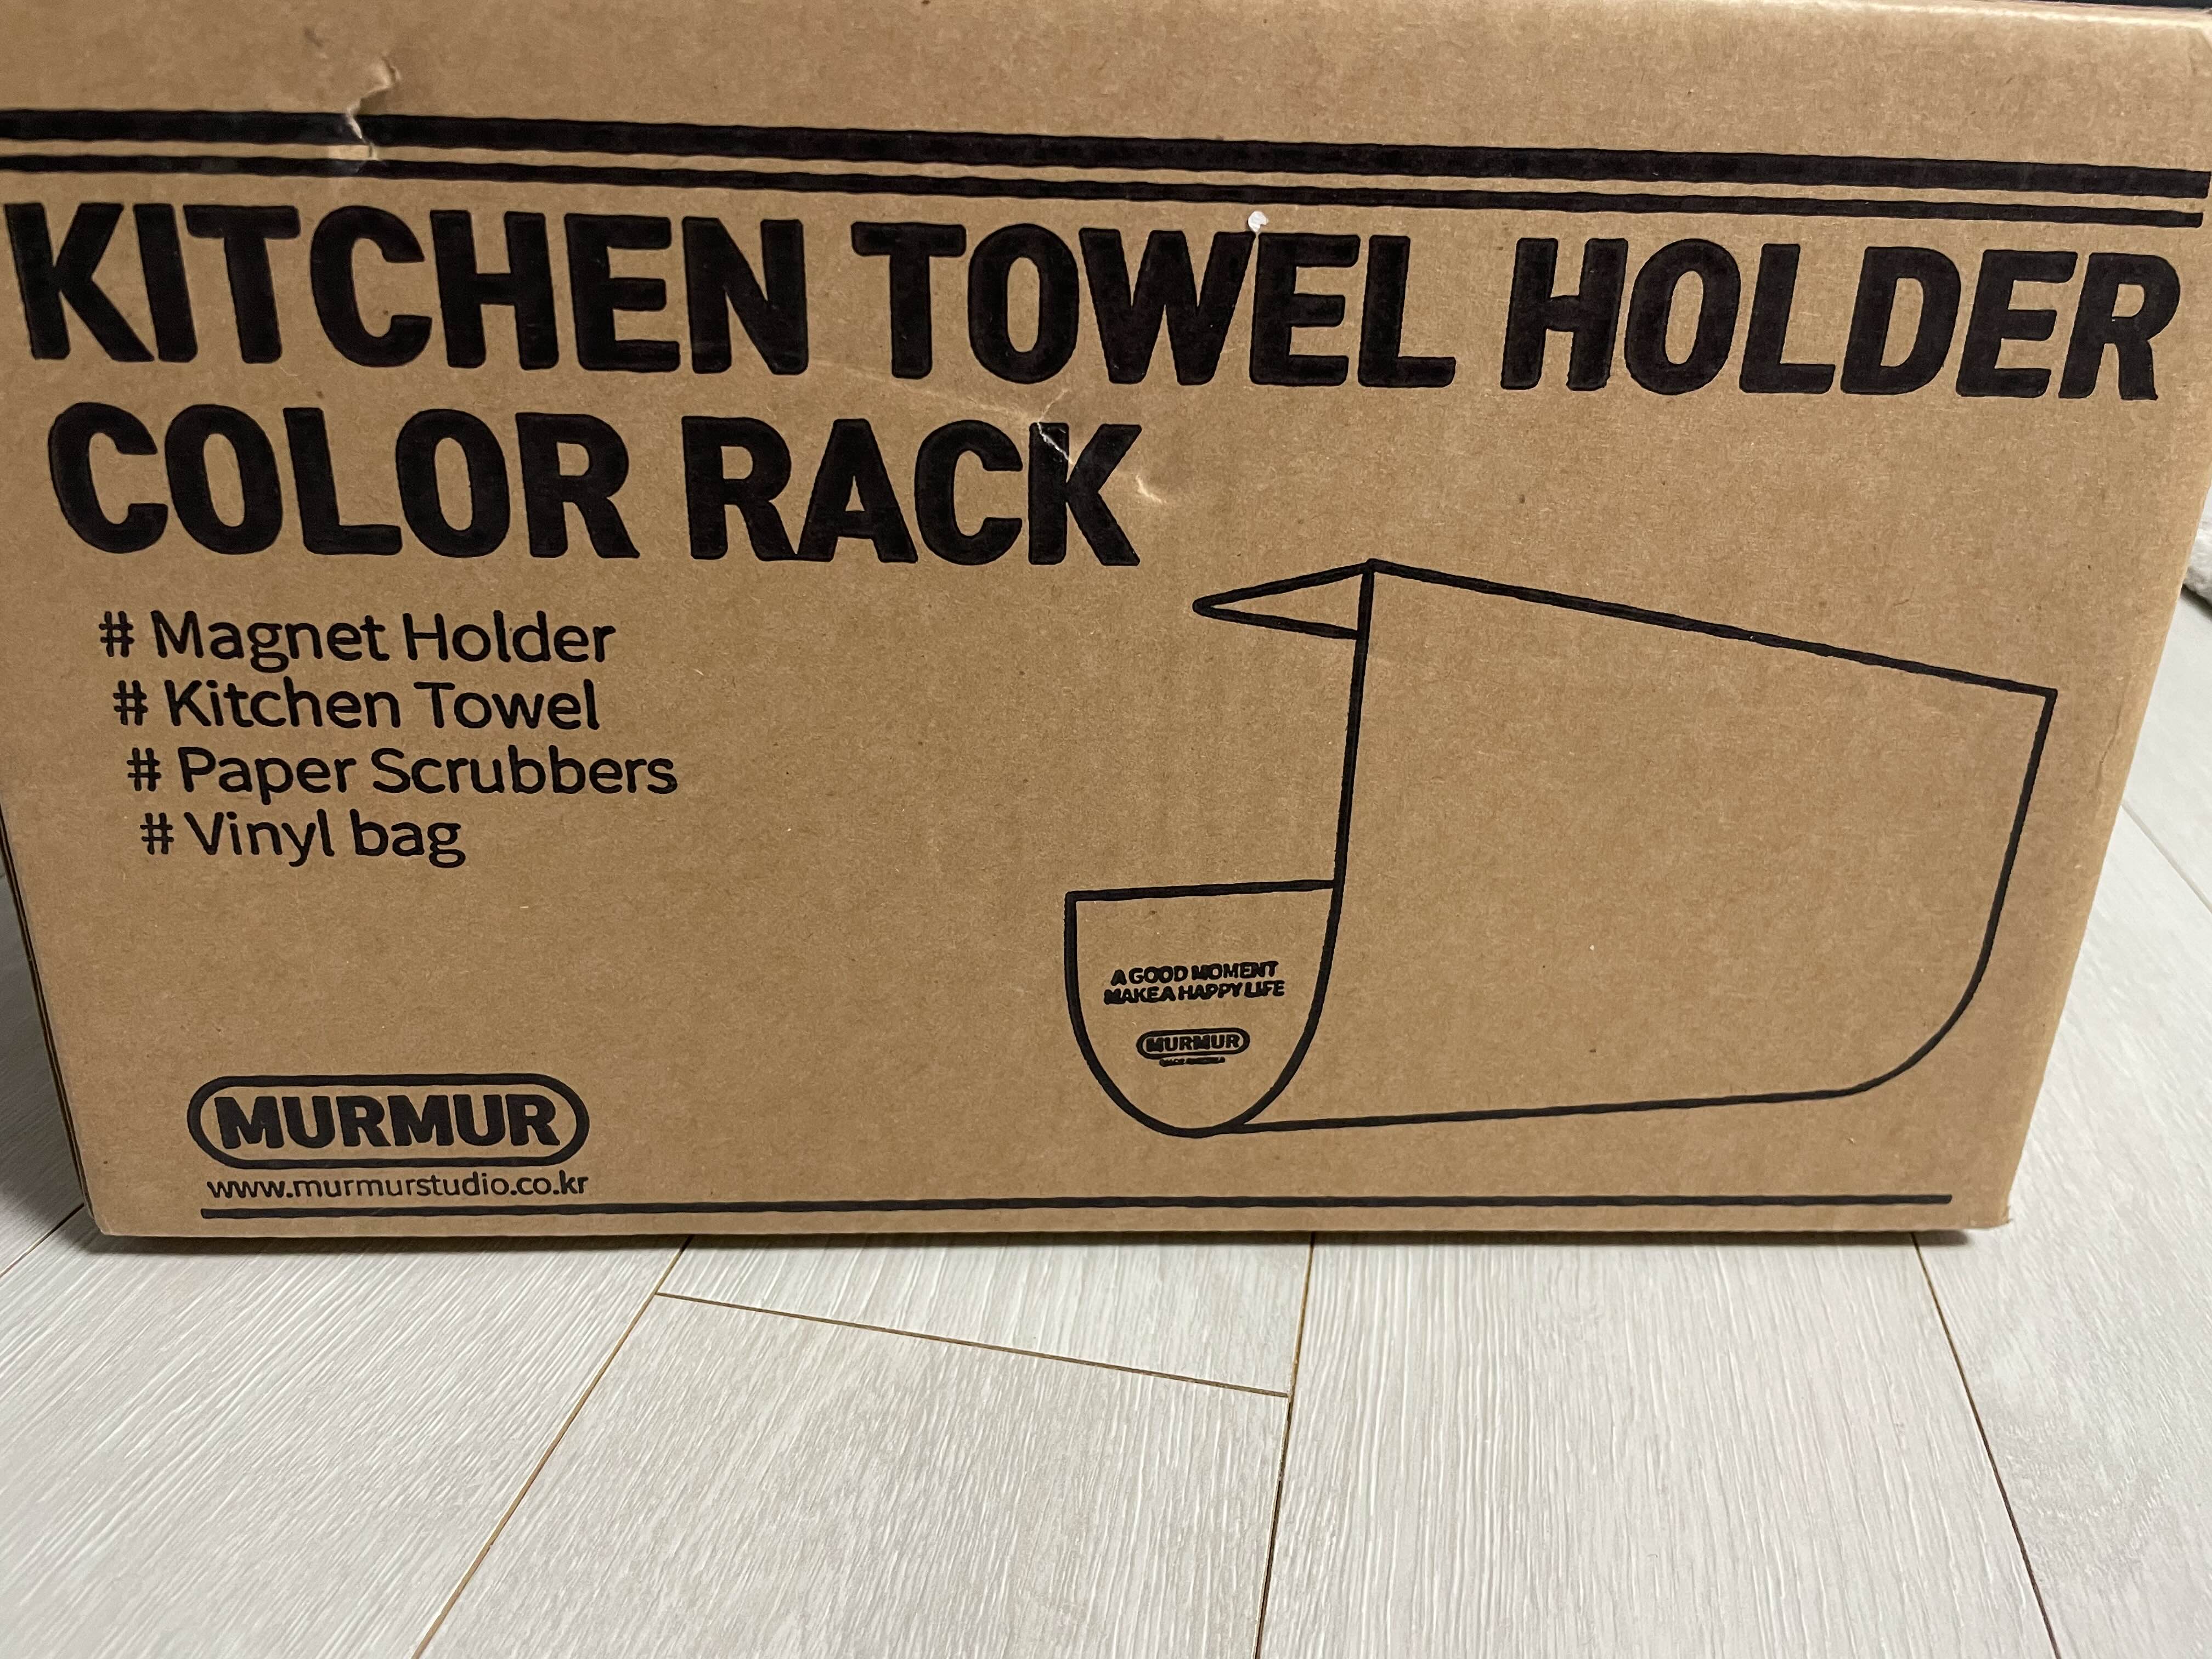 KITCHEN TOWEL HOLDER
COLOR RACK
# Magnet Holder
# Kitchen Towel
# Paper Scrubbers
# Vinyl bag
A GOOD MOMENT
MAKE A HAPPY LIFE
MURMUR
MURMUR
www.murmurstudio.co.kr